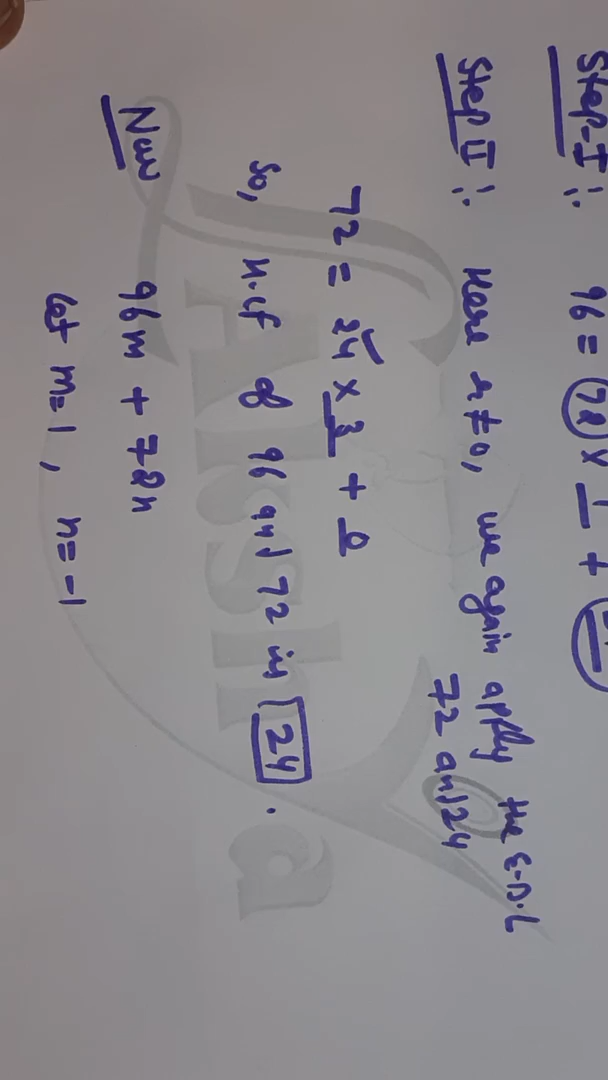 Step-I :. 96 = 72 × 1 +
Step II :. Here r≠0, we again apply the E.D.L
72 and 24
72 = 24 × 3 + 0
So, H.C.F of 96 and 72 is 24.
Now 96m + 72n
let m=1, n=-1
Aksh a